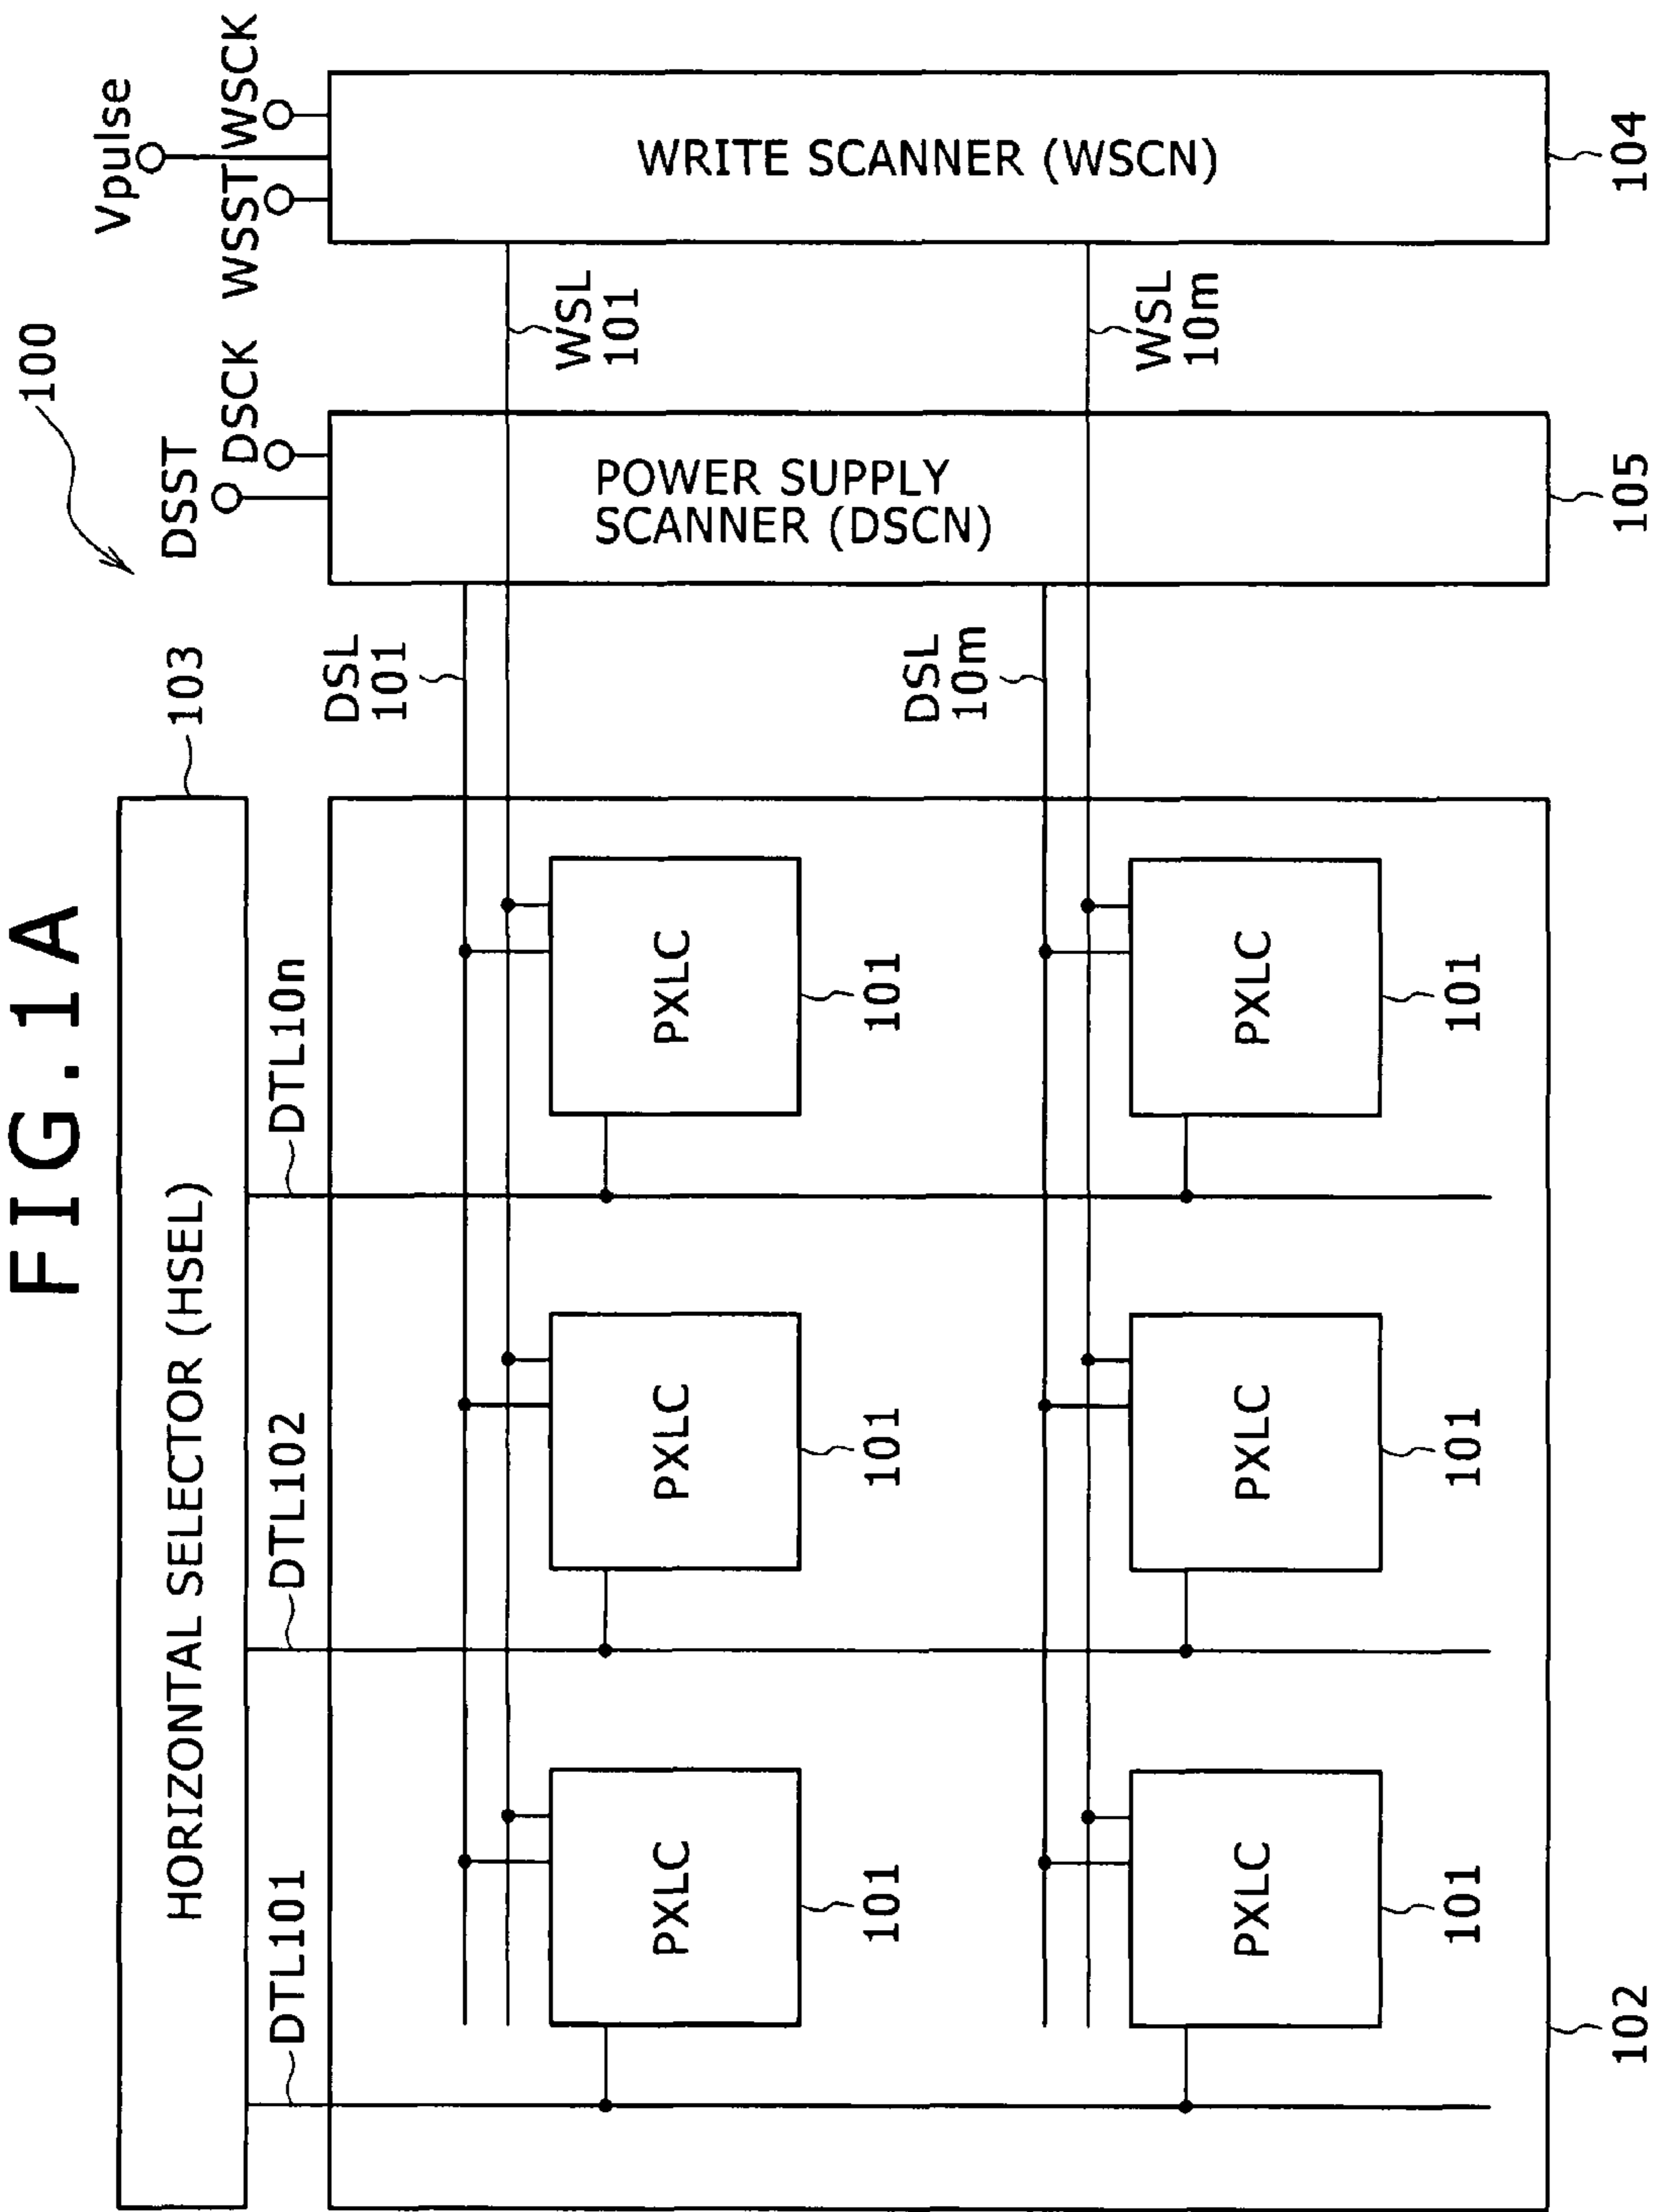 FIG.1A
100
Vpulse
DSST
DSCK
WSST
WSCK
103
HORIZONTAL SELECTOR (HSEL)
DTL101
DTL102
DTL10n
DSL
101
WSL
101
PXLC
101
PXLC
101
PXLC
101
POWER SUPPLY
SCANNER (DSCN)
WRITE SCANNER (WSCN)
DSL
10m
WSL
10m
PXLC
101
PXLC
101
PXLC
101
102
105
104